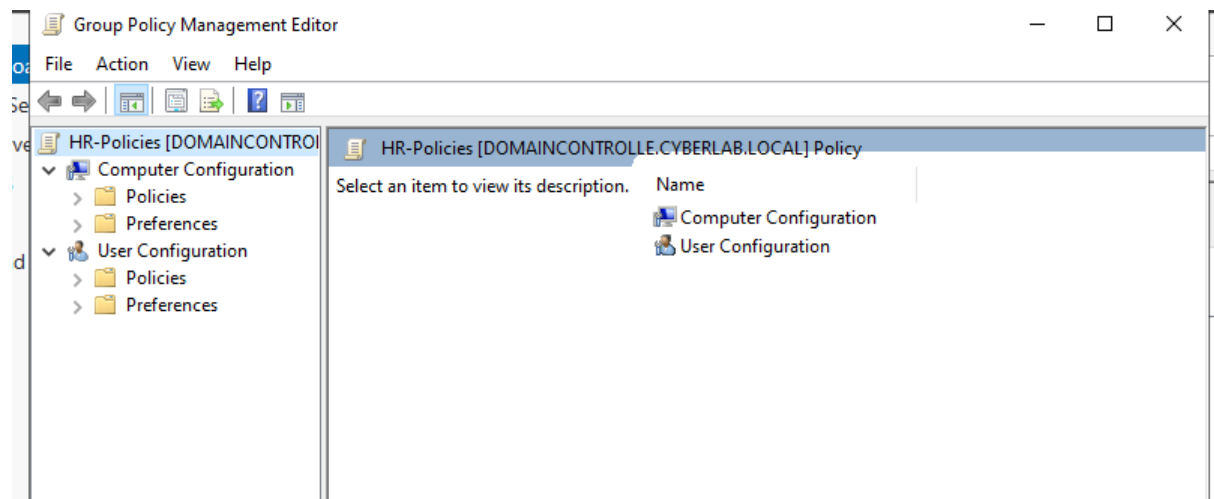 Group Policy Management Editor
File Action View Help
HR-Policies [DOMAINCONTROL
Computer Configuration
Policies
Preferences
User Configuration
Policies
Preferences
HR-Policies [DOMAINCONTROLLE.CYBERLAB.LOCAL] Policy
Select an item to view its description.
Name
Computer Configuration
User Configuration